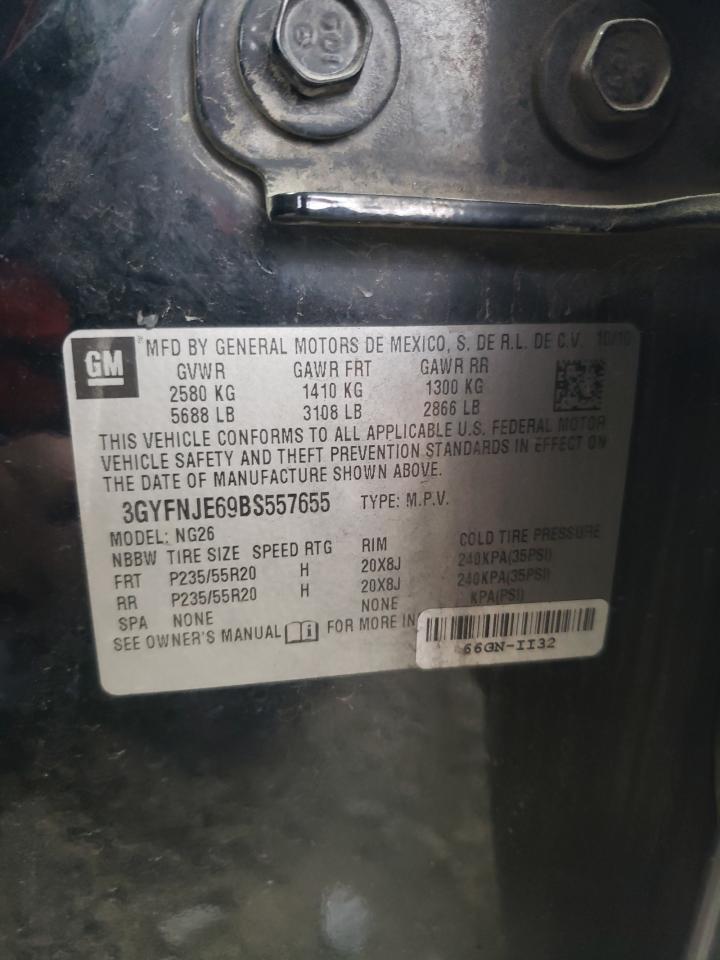 GM
MFD BY GENERAL MOTORS DE MEXICO, S. DE R.L. DE C.V. 10/10
GVWR GAWR FRT GAWR RR
2580 KG 1410 KG 1300 KG
5688 LB 3108 LB 2866 LB
THIS VEHICLE CONFORMS TO ALL APPLICABLE U.S. FEDERAL MOTOR
VEHICLE SAFETY AND THEFT PREVENTION STANDARDS IN EFFECT ON
THE DATE OF MANUFACTURE SHOWN ABOVE.
3GYFNJE69BS557655 TYPE: M.P.V.
MODEL: NG26
NBBW TIRE SIZE SPEED RTG RIM COLD TIRE PRESSURE
FRT P235/55R20 H 20X8J 240KPA(35PSI)
RR P235/55R20 H 20X8J 240KPA(35PSI)
SPA NONE NONE KPA(PSI)
SEE OWNER'S MANUAL FOR MORE IN
66GN-II32